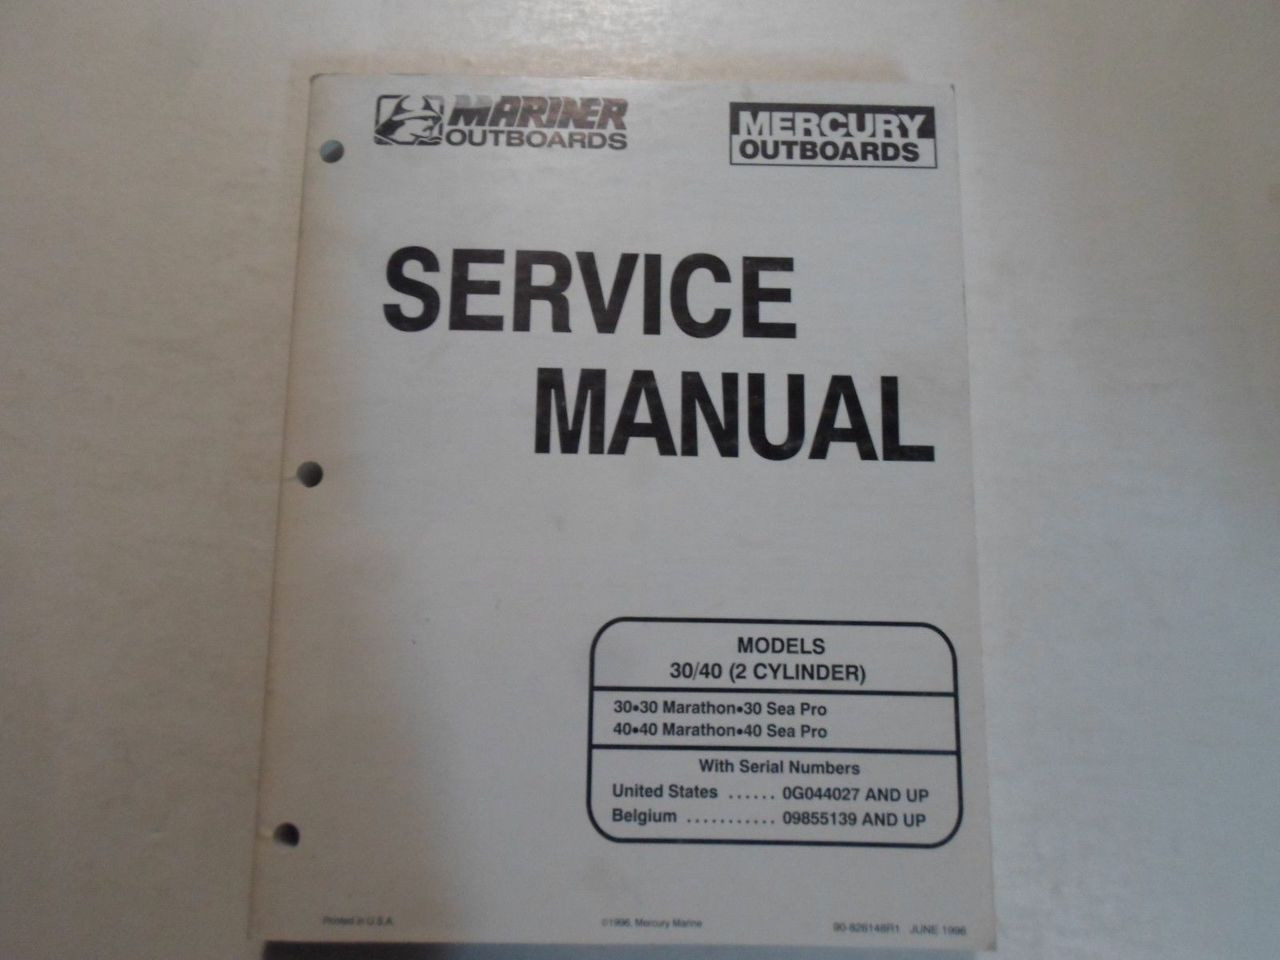 MARINER
OUTBOARDS
MERCURY
OUTBOARDS
SERVICE
MANUAL
MODELS
30/40 (2 CYLINDER)
30•30 Marathon•30 Sea Pro
40•40 Marathon•40 Sea Pro
With Serial Numbers
United States ...... 0G044027 AND UP
Belgium ........... 09855139 AND UP
Printed in U.S.A.
©1996, Mercury Marine
90-826148R1 JUNE 1996